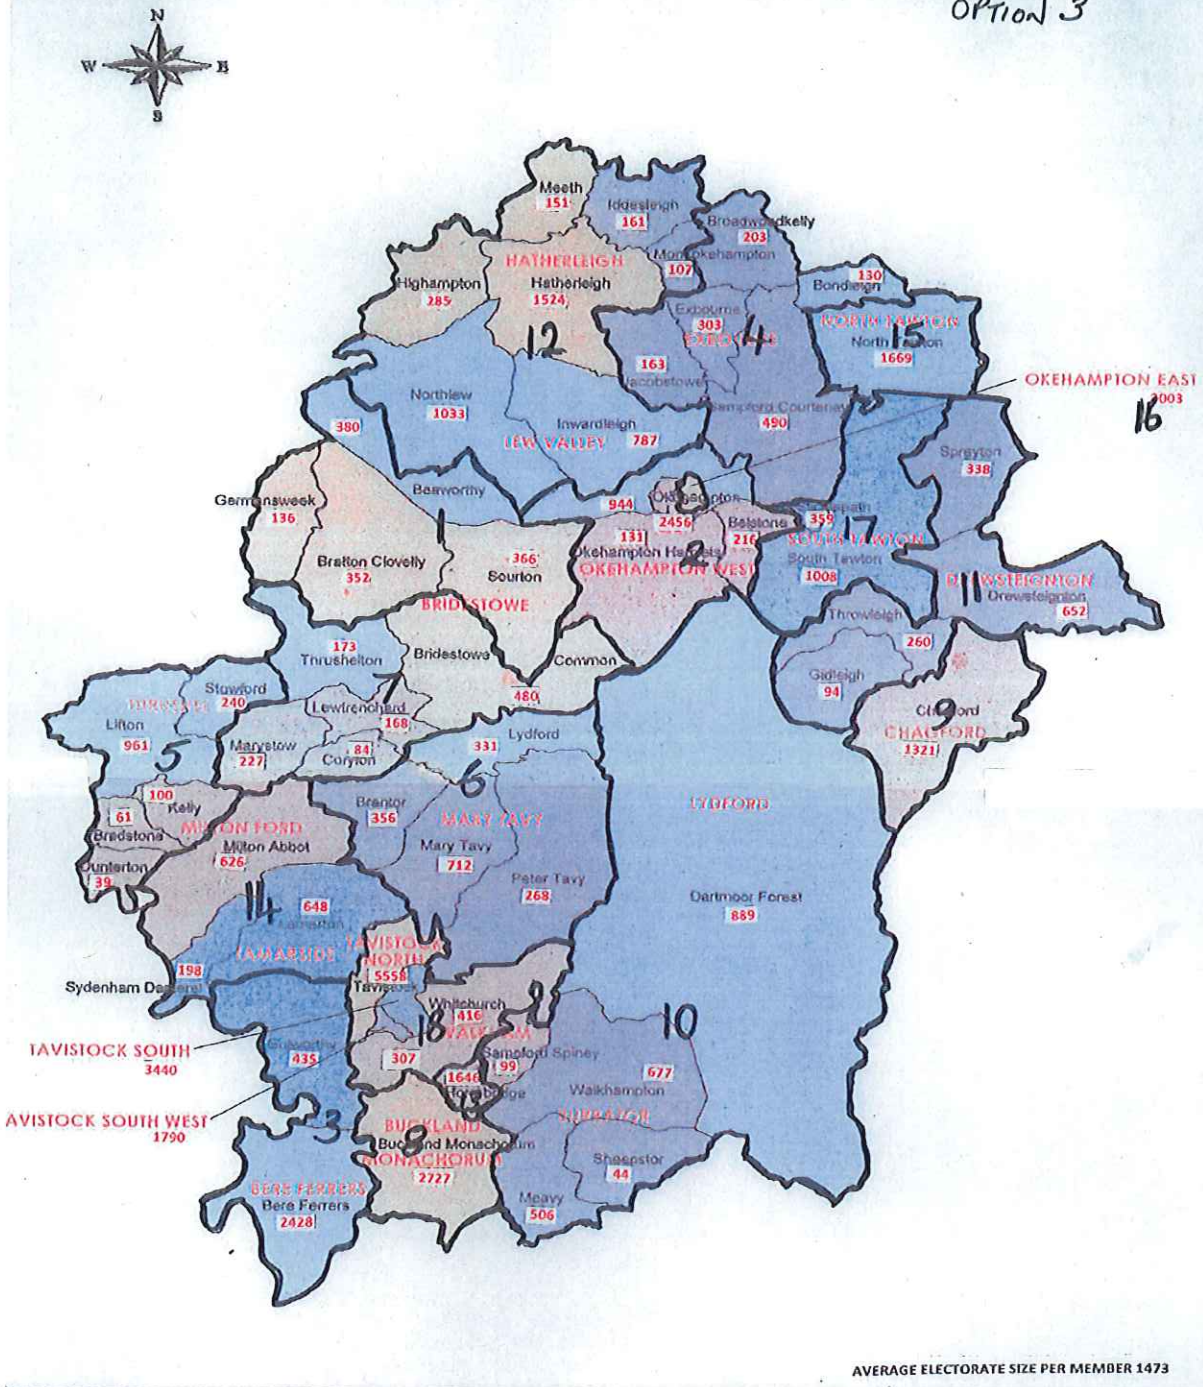 OPTION 3
N
W
E
S
Meeth
151
Iddesleigh
161
Broadwoodkelly
203
Monkokehampton
107
HATHERLEIGH
Highampton
285
Hatherleigh
1524
130
Bondleigh
12
Exbourne
303
4
NORTH TAWTON
15
1669
163
Jacobstowe
OKEHAMPTON EAST
16
Northlew
1033
380
Sampford Courtenay
490
Inwardleigh
787
LEW VALLEY
Spreyton
338
Beaworthy
Germansweek
136
1
944
2456
131
Belstone
216
359
17
Okehampton Hamlets
2
OKEHAMPTON WEST
SOUTH TAWTON
South Tawton
1008
Bratton Clovelly
352
366
Sourton
BRIDESTOWE
11
DREWSTEIGNTON
Drewsteignton
652
Throwleigh
260
173
Thrushelton
Bridestowe
Common
480
Gidleigh
94
7
Stowford
240
Lewtrenchard
168
9
CHAGFORD
1321
Lifton
961
5
Marystow
227
84
Coryton
331
Lydford
6
100
Kelly
61
Bradstone
Brentor
356
MARY TAVY
Mary Tavy
712
LYDFORD
MILTON FORD
Milton Abbot
626
39
Peter Tavy
268
Dartmoor Forest
889
14
648
TAMARSIDE
TAVISTOCK
NORTH
5558
198
Whitchurch
416
18
10
TAVISTOCK SOUTH
3440
435
307
Sampford Spiney
99
1646
677
Walkhampton
AVISTOCK SOUTH WEST
1790
3
BUCKLAND
8
Buckland Monachorum
MONACHORUM
2727
Sheepstor
44
BERE FERRERS
Bere Ferrers
2428
Meavy
506
AVERAGE ELECTORATE SIZE PER MEMBER 1473